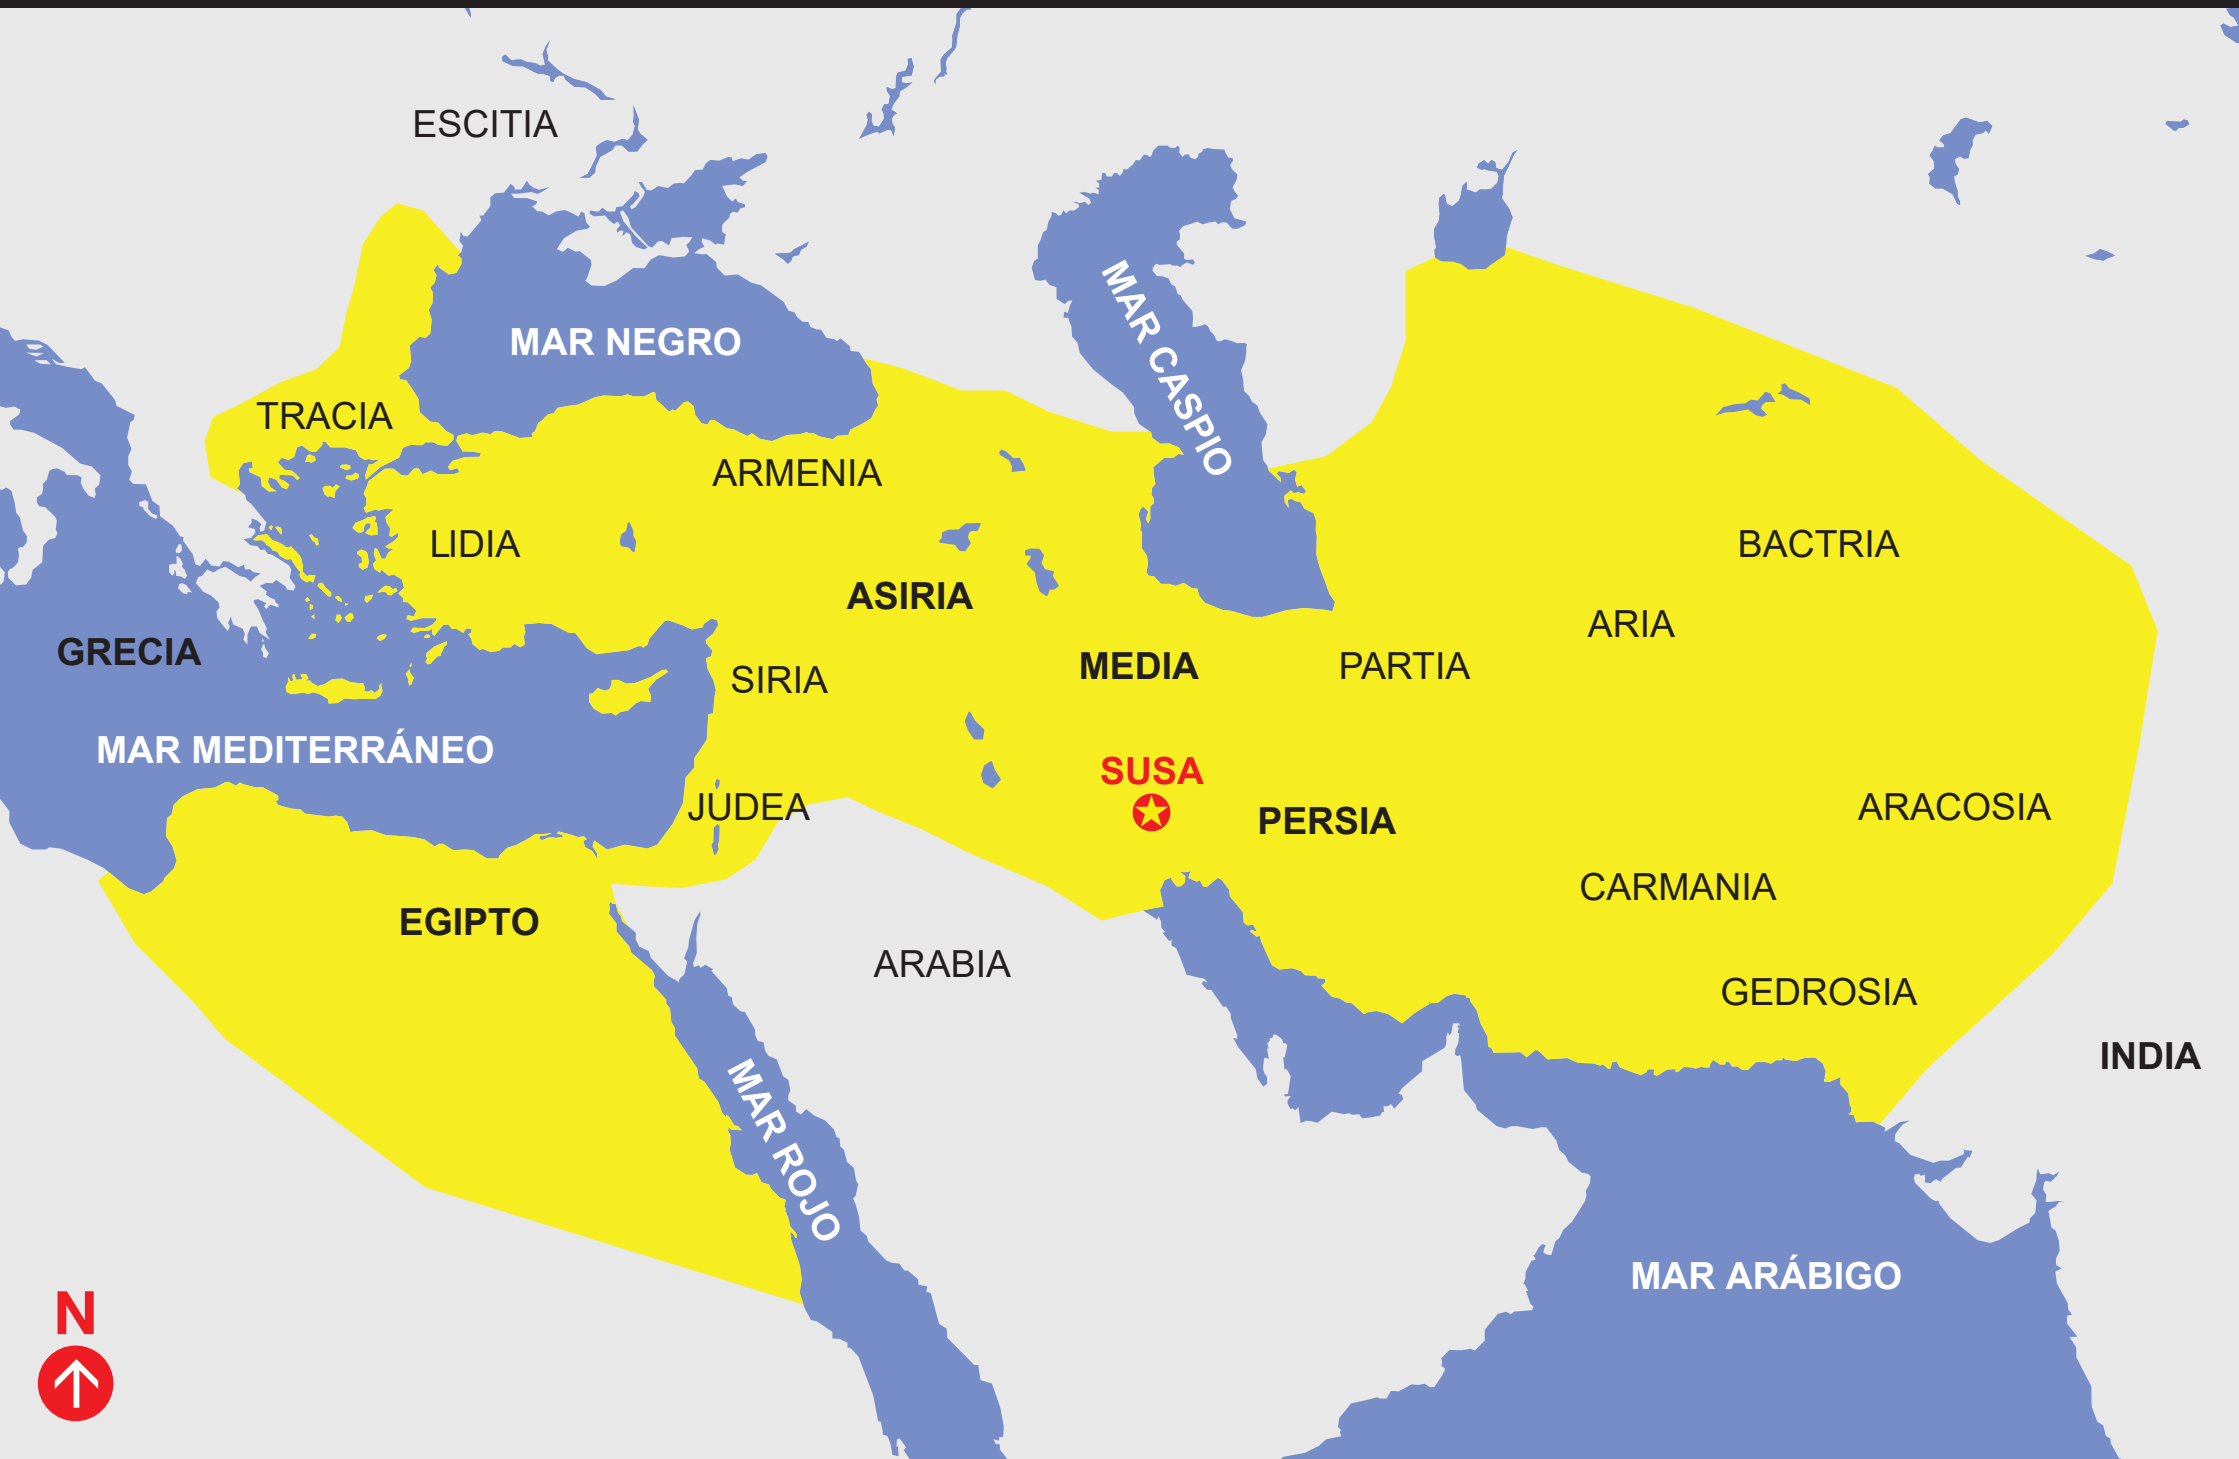 ESCITIA
MAR NEGRO
MAR CASPIO
TRACIA
ARMENIA
LIDIA
BACTRIA
ASIRIA
ARIA
GRECIA
MEDIA
PARTIA
SIRIA
MAR MEDITERRÁNEO
SUSA
JUDEA
PERSIA
ARACOSIA
CARMANIA
EGIPTO
ARABIA
GEDROSIA
INDIA
MAR ROJO
MAR ARÁBIGO
N